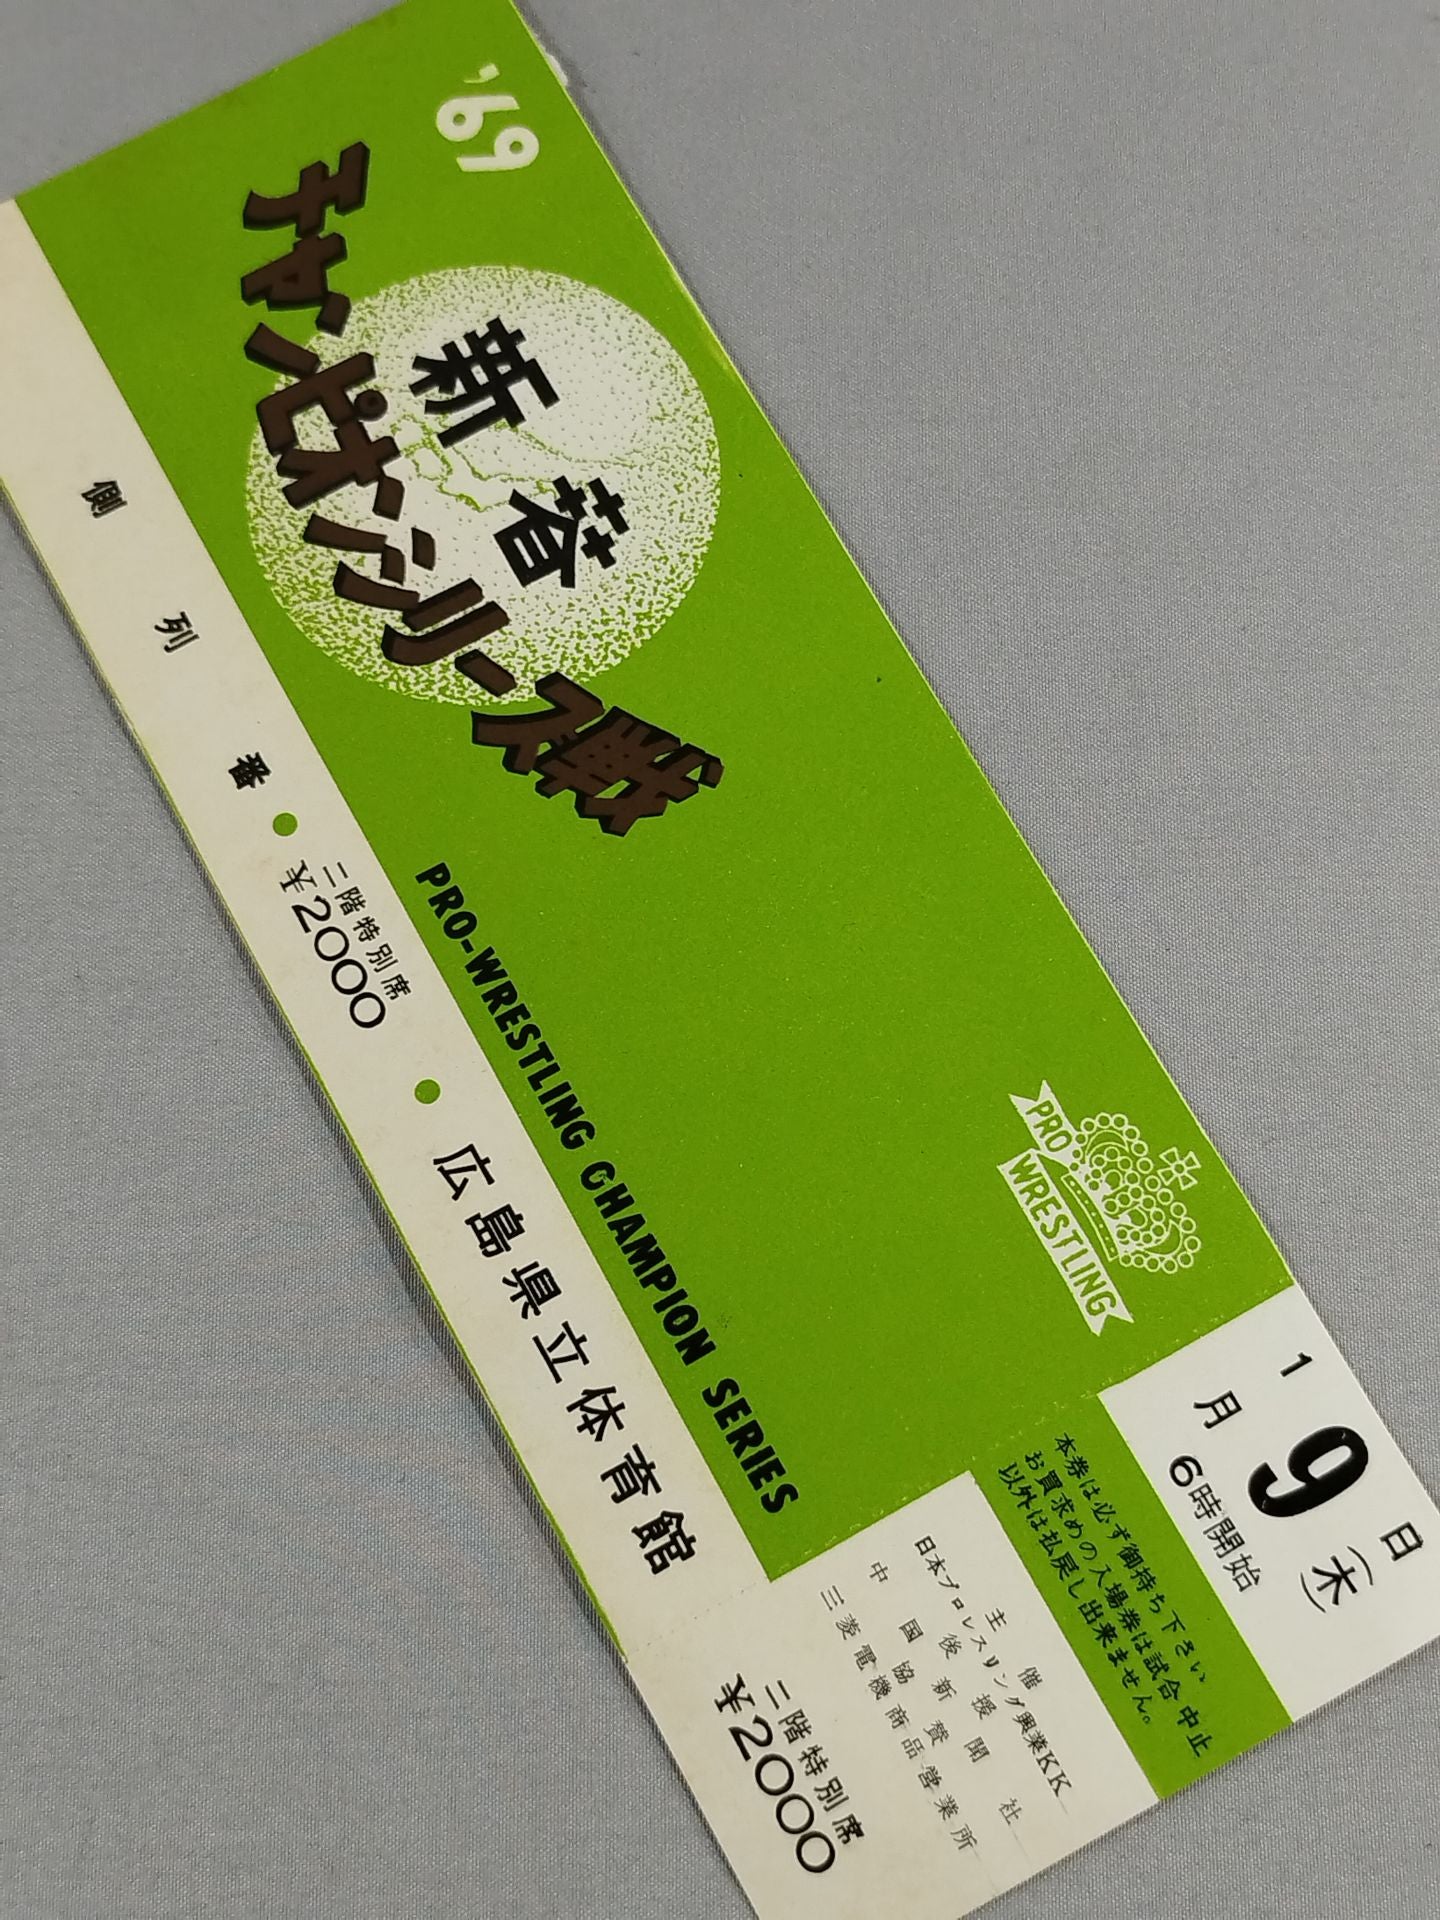 '69
新春
チャンピオンシリーズ戦
PRO-WRESTLING CHAMPION SERIES
PRO
WRESTLING
側 列 番
二階特別席
¥2000
広島県立体育館
1月9日(木)
6時開始
本券は必ず御持ち下さい
お買求めの入場券は試合中止
以外は払戻し出来ません。
主催
日本プロレスリング興業KK
後援
中国新聞社
協賛
三菱電機商品営業所
二階特別席
¥2000